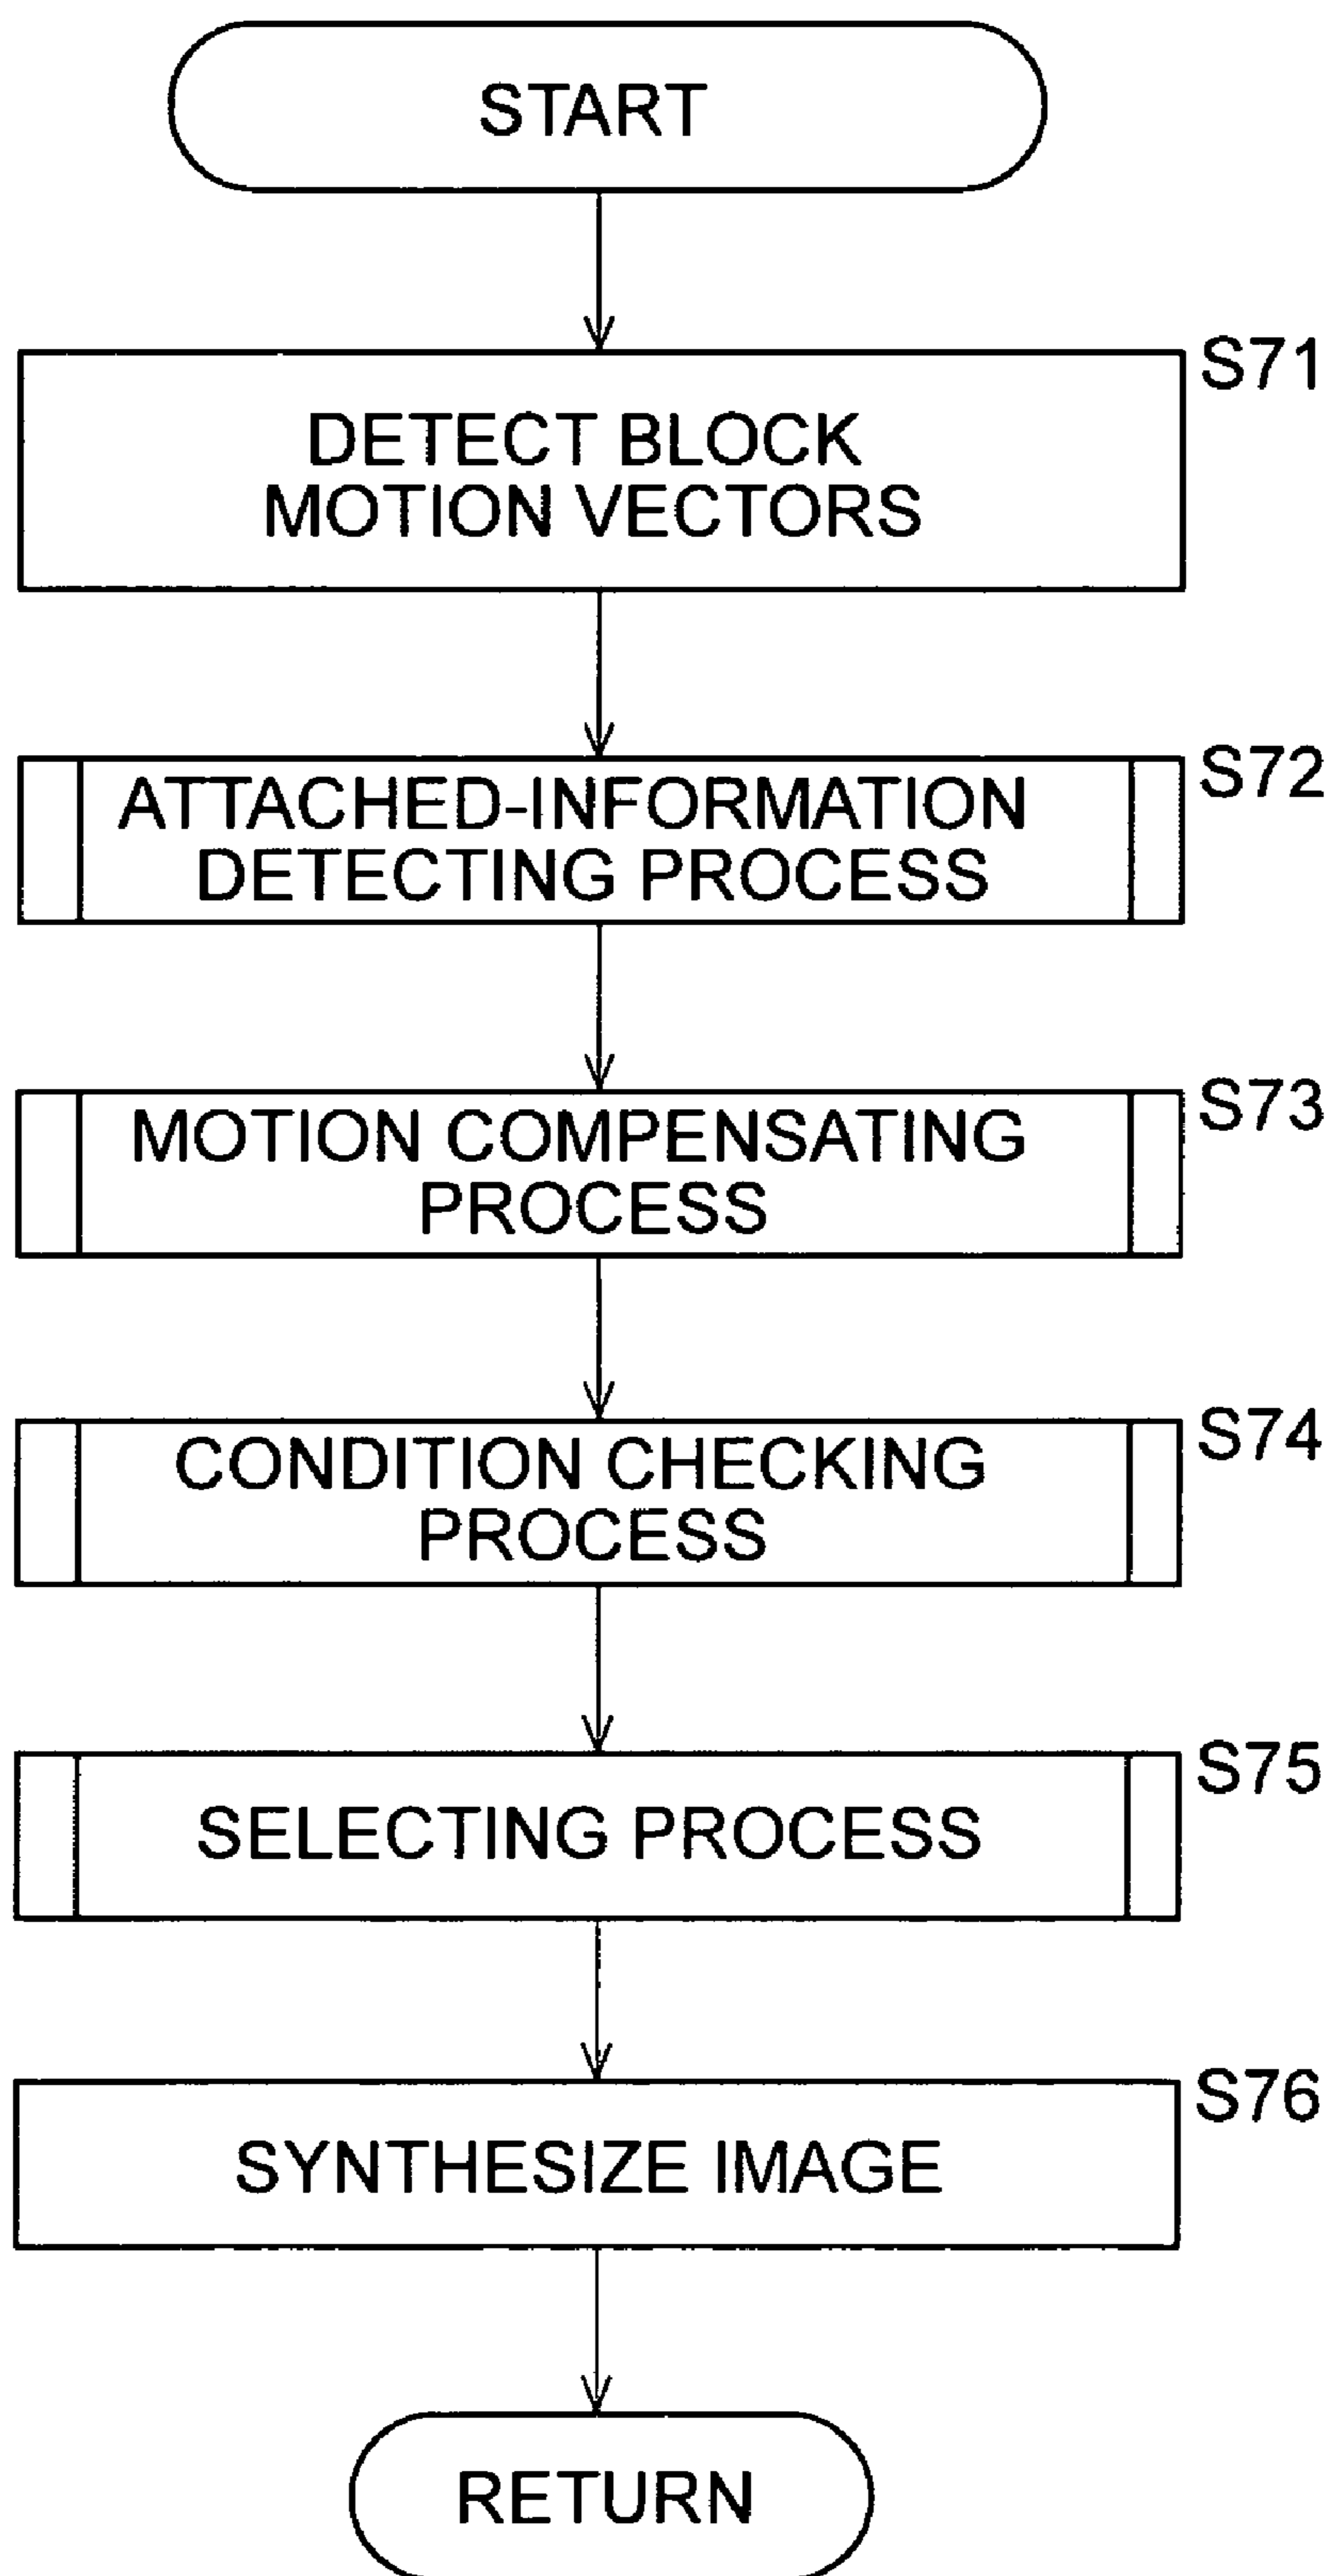 START
S71
DETECT BLOCK
MOTION VECTORS
S72
ATTACHED-INFORMATION
DETECTING PROCESS
S73
MOTION COMPENSATING
PROCESS
S74
CONDITION CHECKING
PROCESS
S75
SELECTING PROCESS
S76
SYNTHESIZE IMAGE
RETURN